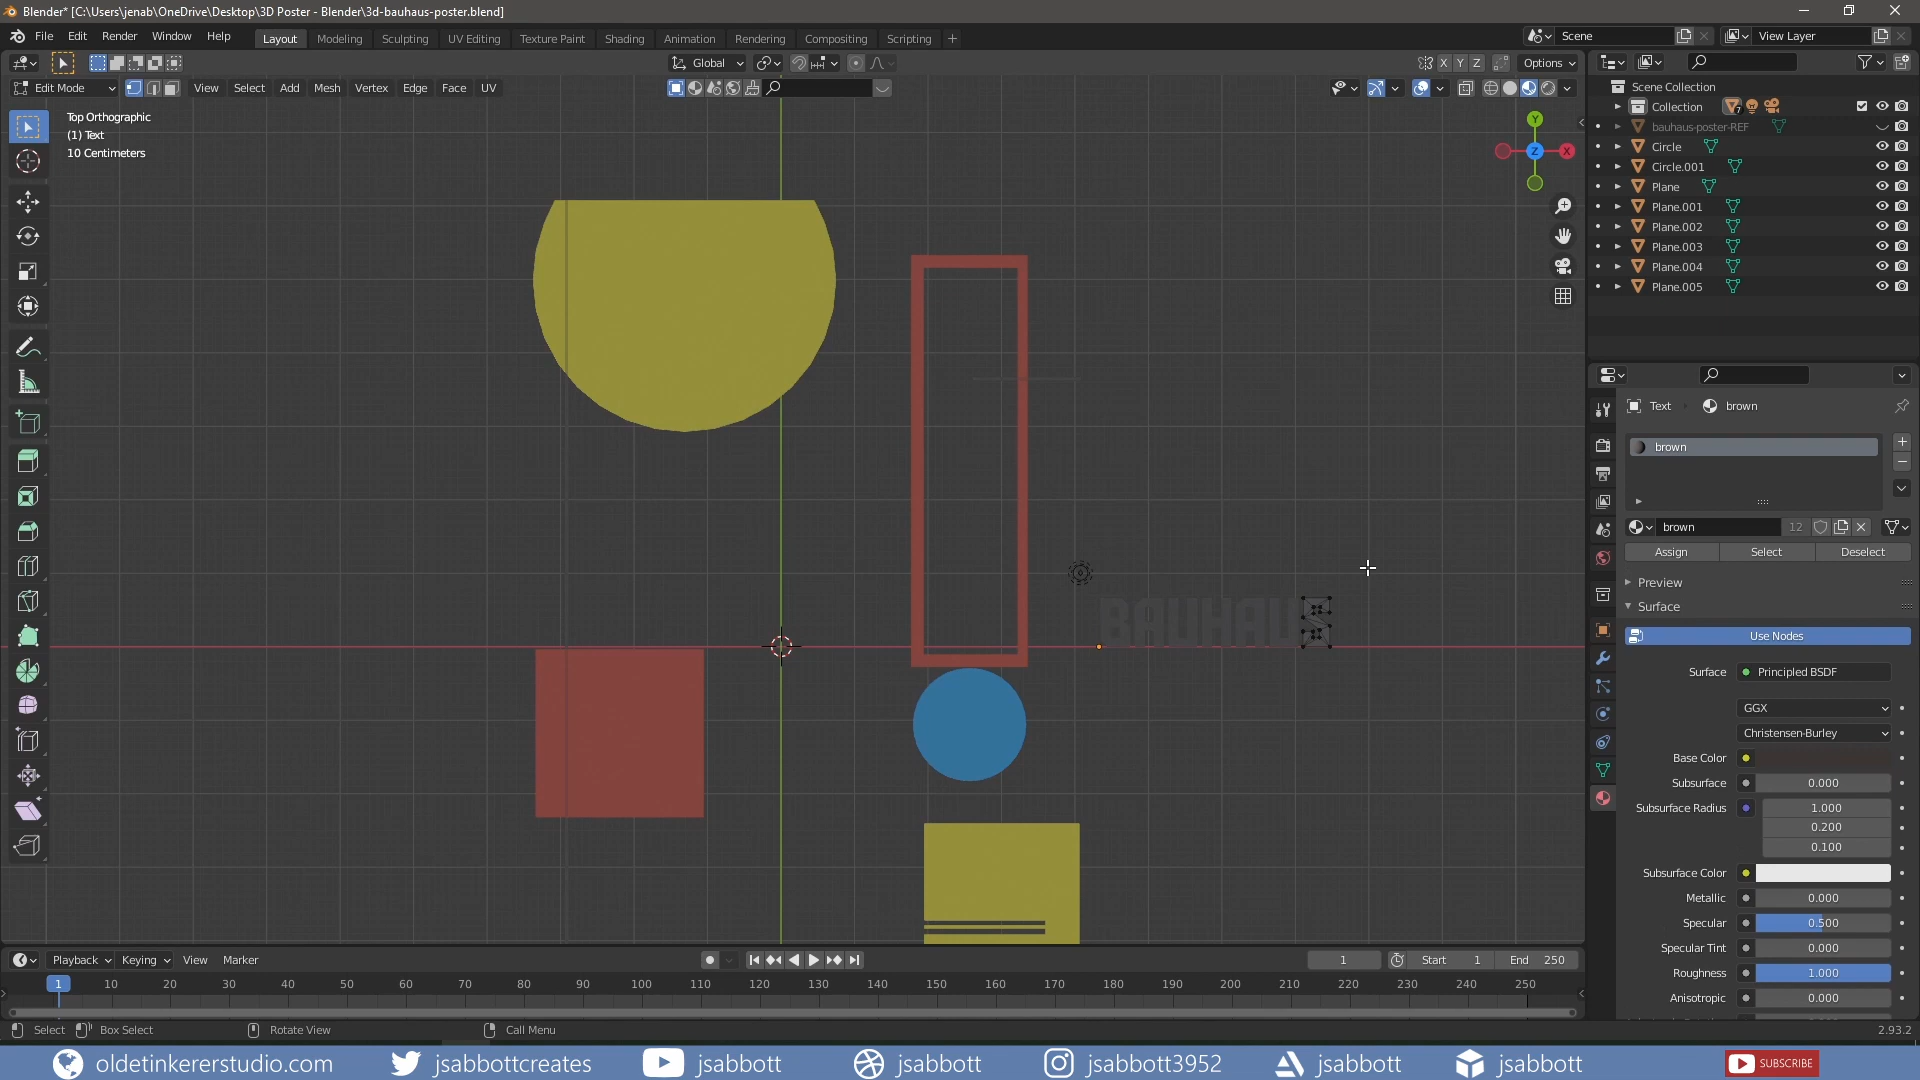 Blender* [C:\Users\jenab\OneDrive\Desktop\3D Poster - Blender\3d-bauhaus-poster.blend]
File Edit Render Window Help
Layout Modeling Sculpting UV Editing Texture Paint Shading Animation Rendering Compositing Scripting +
Scene
View Layer
Global
X Y Z
Options
Edit Mode
View Select Add Mesh Vertex Edge Face UV
Top Orthographic
(1) Text
10 Centimeters
Y
Z
X
BAUHAUS
Scene Collection
Collection 7
bauhaus-poster-REF
Circle
Circle.001
Plane
Plane.001
Plane.002
Plane.003
Plane.004
Plane.005
Text brown
brown
brown 12
Assign Select Deselect
Preview
Surface
Use Nodes
Surface Principled BSDF
GGX
Christensen-Burley
Base Color
Subsurface 0.000
Subsurface Radius 1.000
0.200
0.100
Subsurface Color
Metallic 0.000
Specular 0.500
Specular Tint 0.000
Roughness 1.000
Anisotropic 0.000
Playback Keying View Marker
1
Start 1 End 250
1 10 20 30 40 50 60 70 80 90 100 110 120 130 140 150 160 170 180 190 200 210 220 230 240 250
Select Box Select Rotate View Call Menu
2.93.2
oldetinkererstudio.com jsabbottcreates jsabbott jsabbott jsabbott3952 jsabbott jsabbott SUBSCRIBE